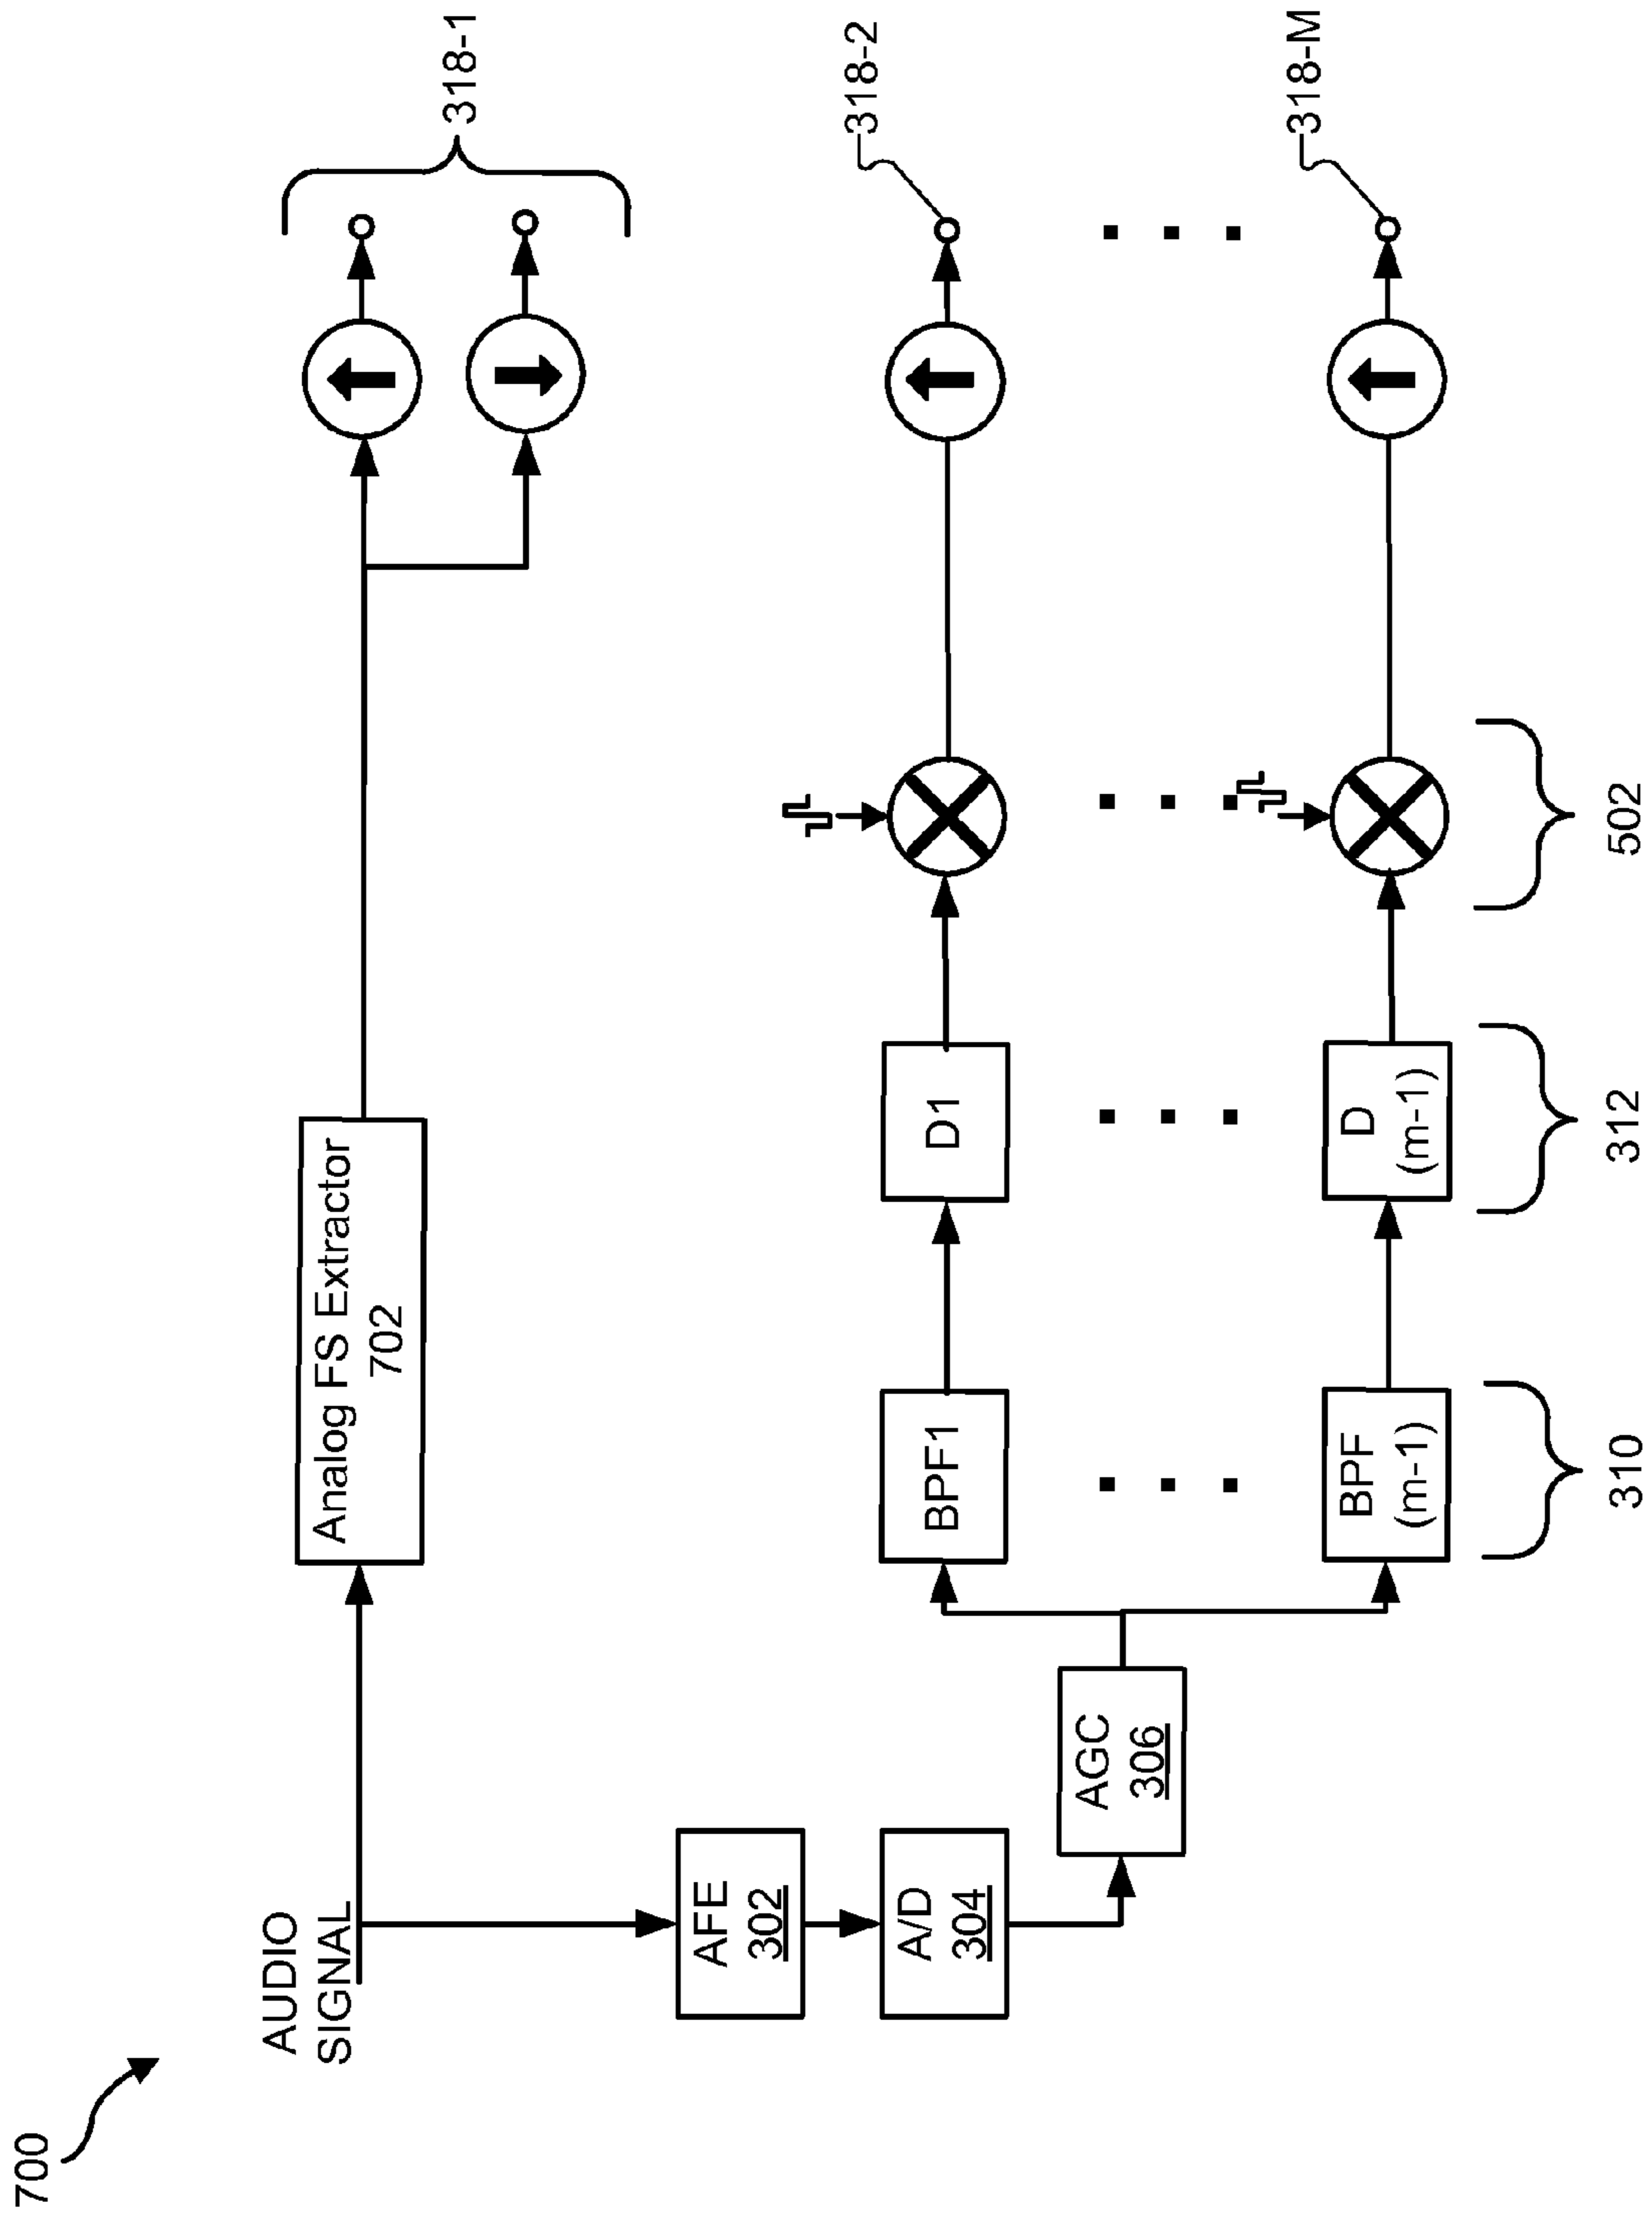 700
AUDIO
SIGNAL
Analog FS Extractor
702
318-1
AFE
302
A/D
304
AGC
306
BPF1
D1
318-2
BPF
(m-1)
D
(m-1)
318-M
310
312
502